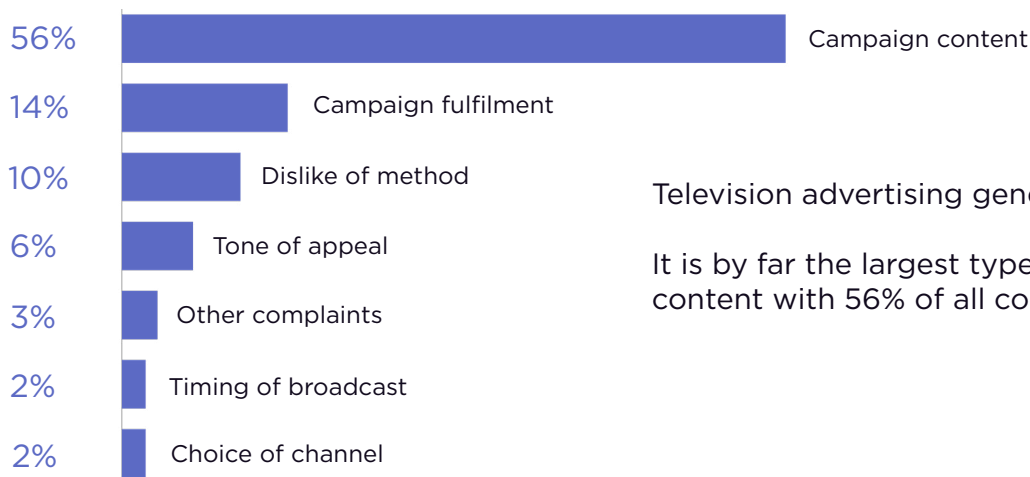 56% Campaign content
14% Campaign fulfilment
10% Dislike of method
6% Tone of appeal
3% Other complaints
2% Timing of broadcast
2% Choice of channel
Television advertising
It is by far the largest type
content with 56% of all